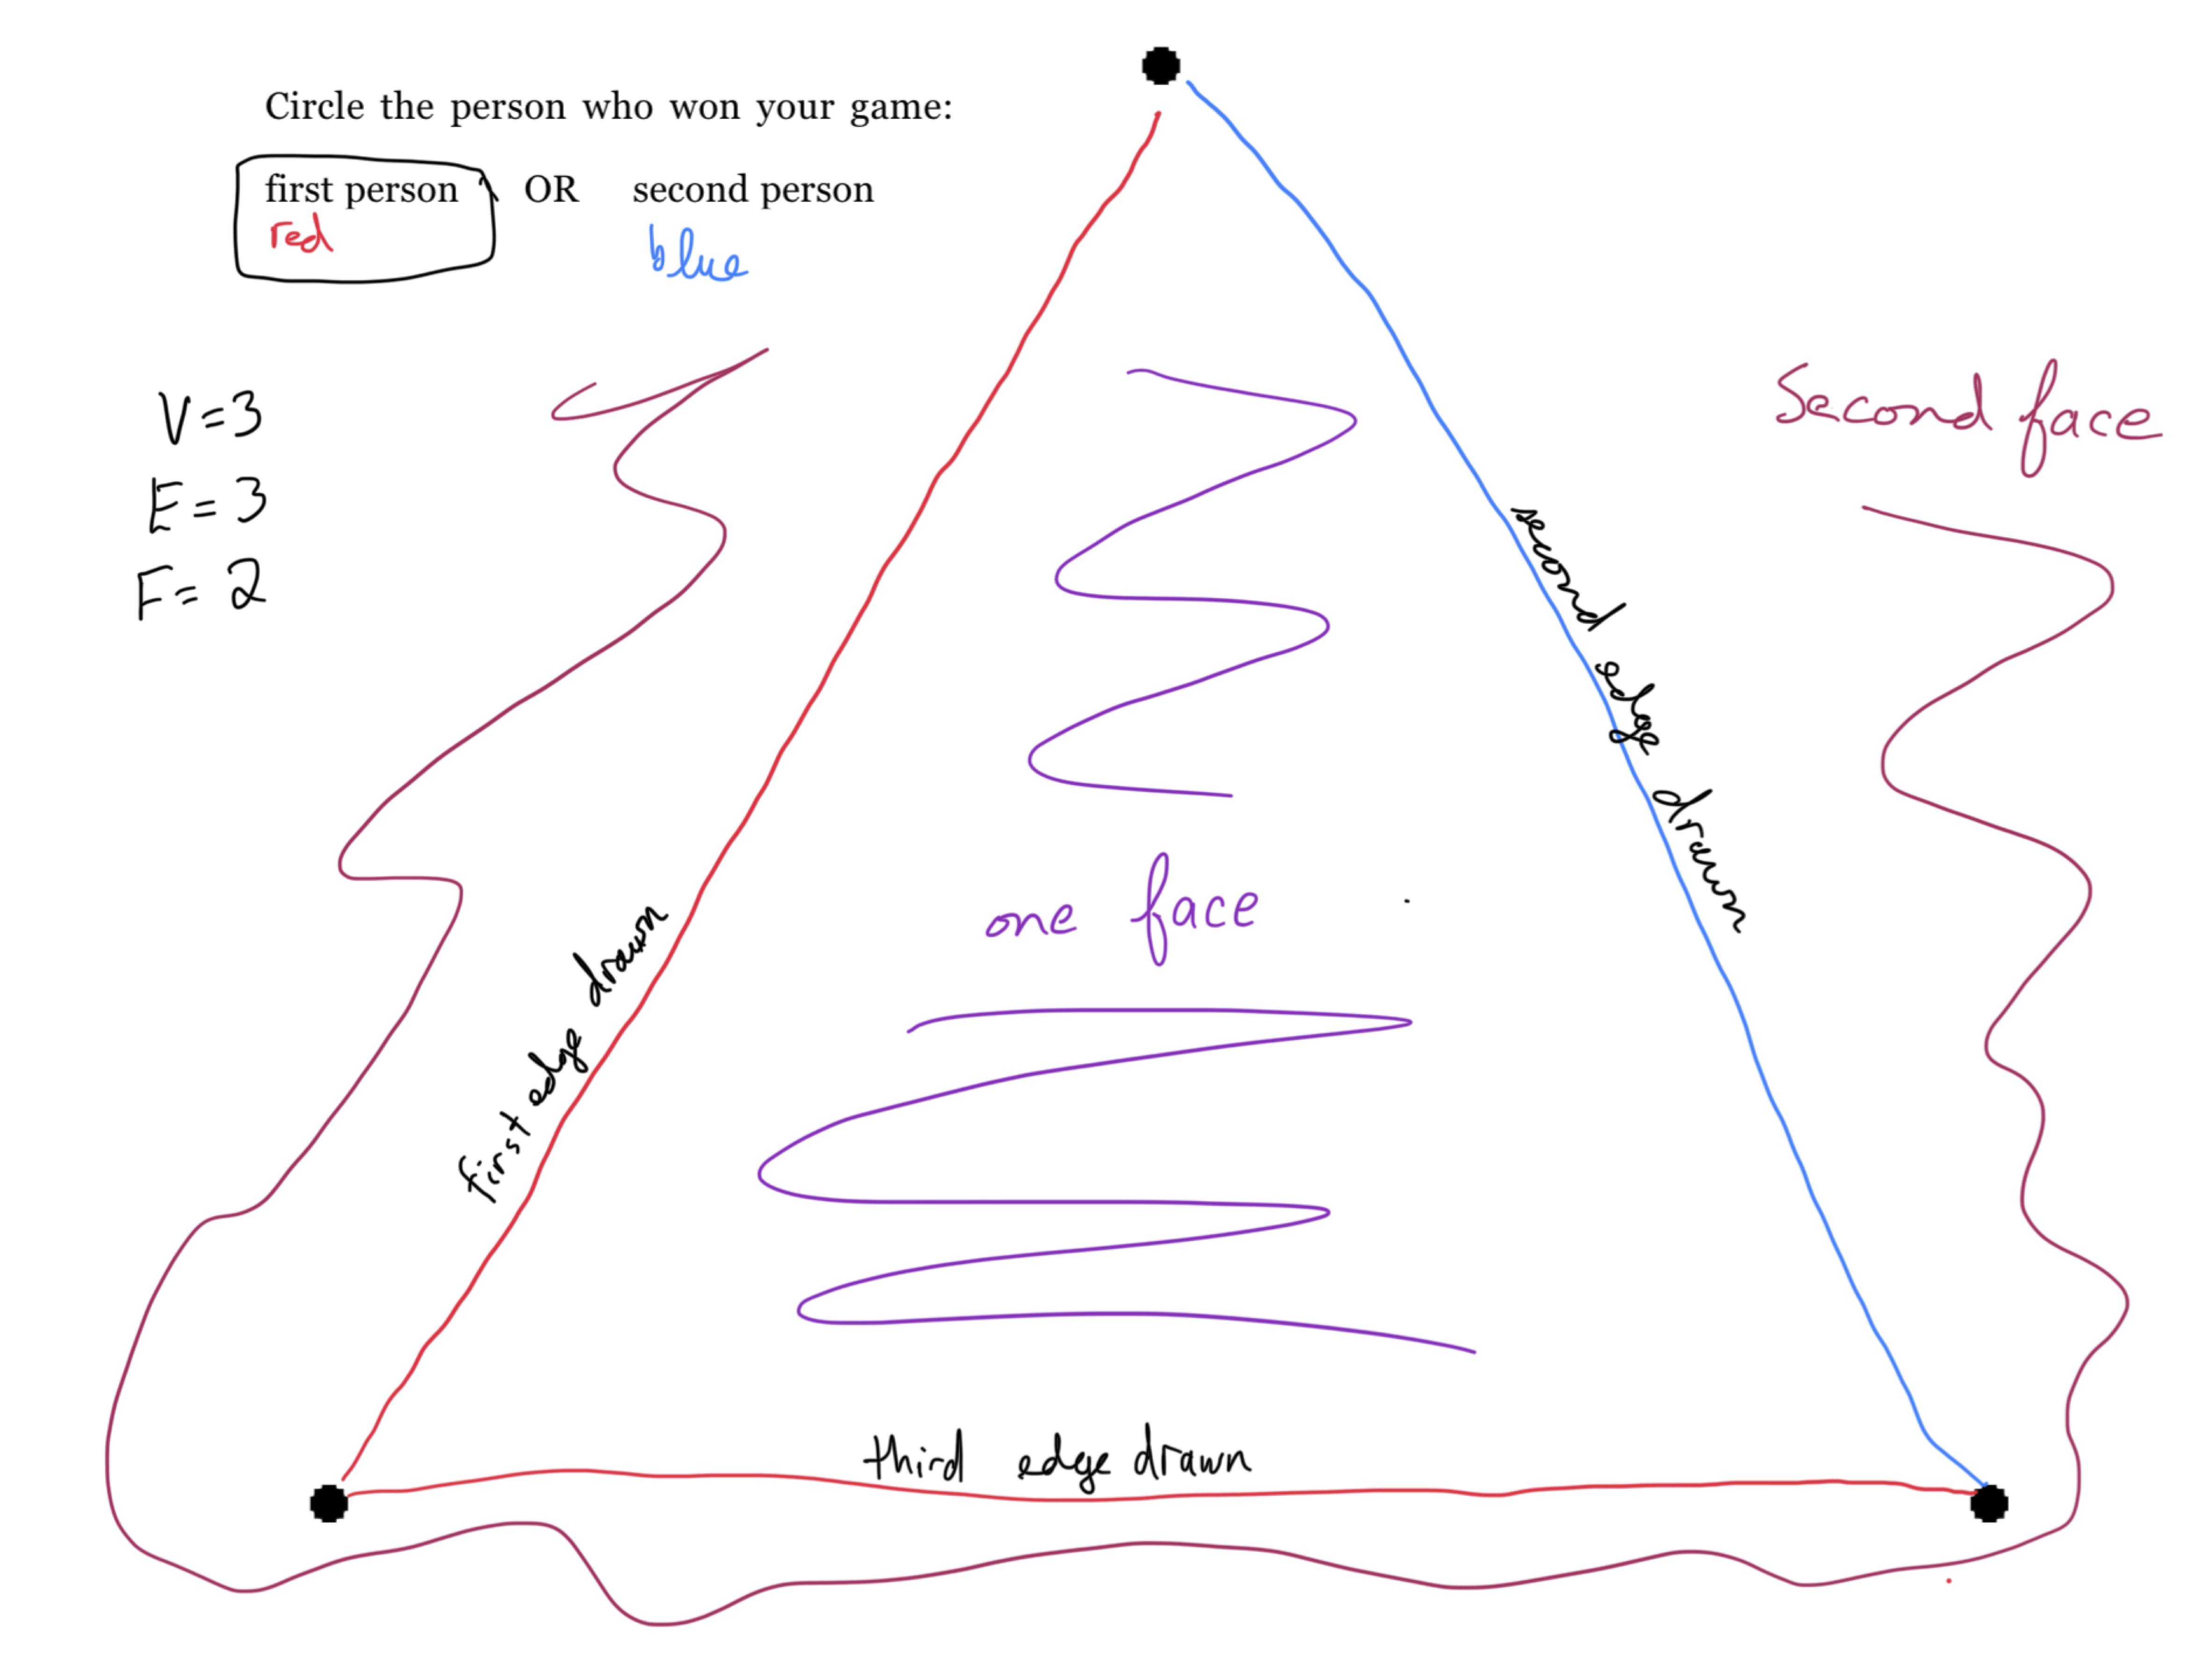 Circle the person who won your game:
first person OR second person
red blue
V=3
E=3
F=2
Second face
second edge drawn
one face
first edge drawn
third edge drawn